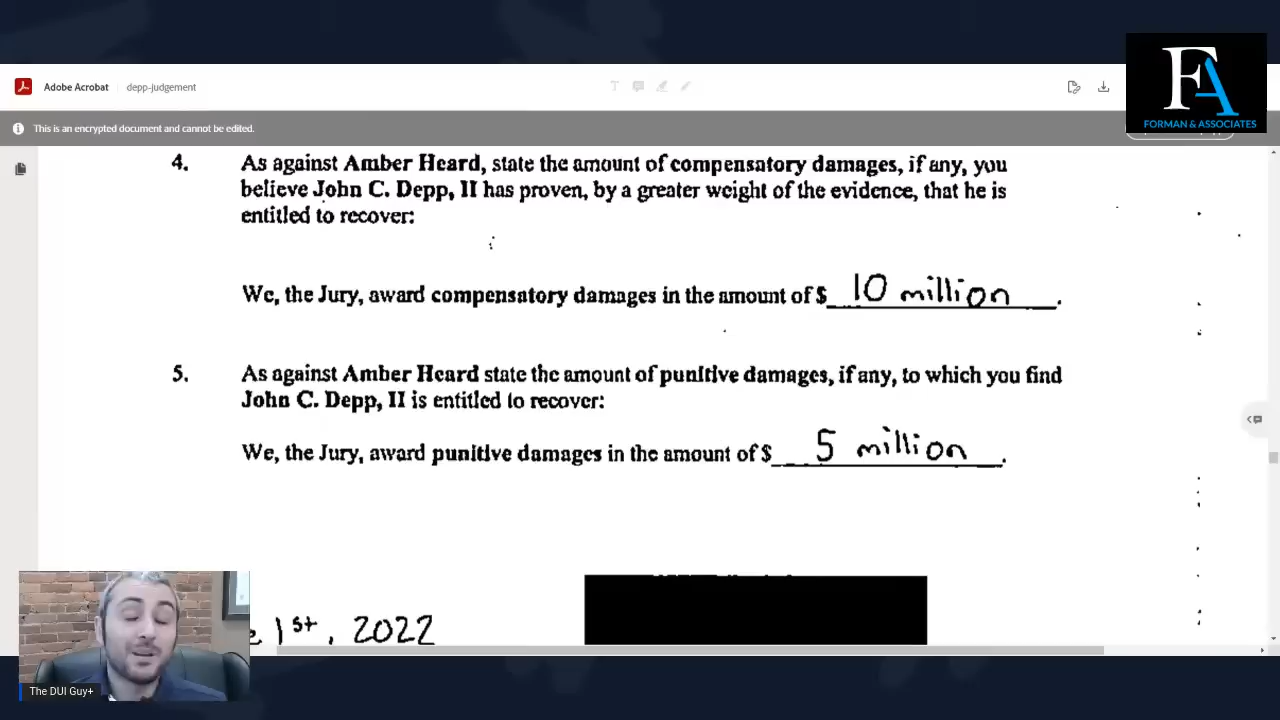 Adobe Acrobat
depp-judgement
FA
FORMAN & ASSOCIATES
This is an encrypted document and cannot be edited.
4. As against Amber Heard, state the amount of compensatory damages, if any, you
believe John C. Depp, II has proven, by a greater weight of the evidence, that he is
entitled to recover:
We, the Jury, award compensatory damages in the amount of $ 10 million.
5. As against Amber Heard state the amount of punitive damages, if any, to which you find
John C. Depp, II is entitled to recover:
We, the Jury, award punitive damages in the amount of $ 5 million.
1st, 2022
The DUI Guy+